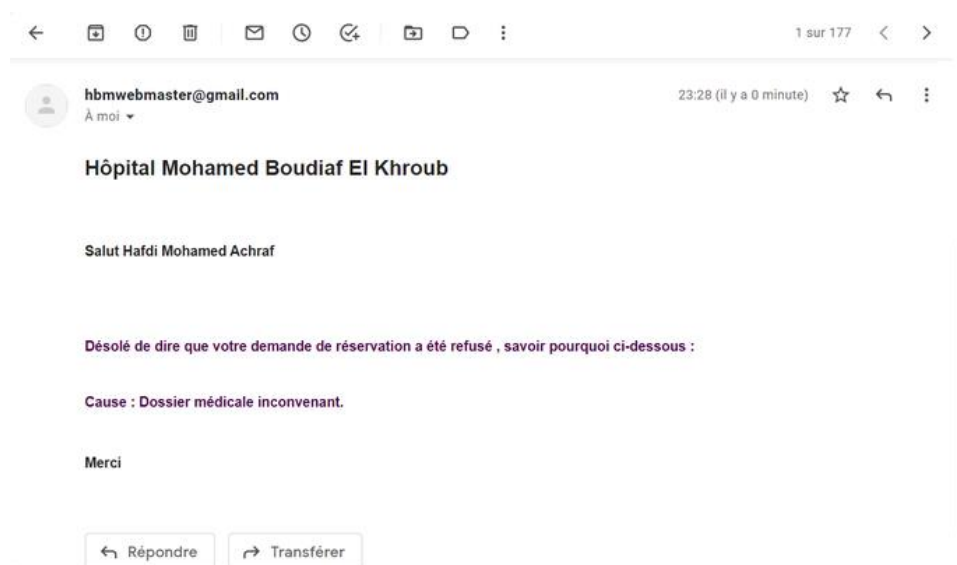 1 sur 177
hbmwebmaster@gmail.com 23:28 (il y a 0 minute)
À moi
Hôpital Mohamed Boudiaf El Khroub
Salut Hafdi Mohamed Achraf
Désolé de dire que votre demande de réservation a été refusé , savoir pourquoi ci-dessous :
Cause : Dossier médicale inconvenant.
Merci
Répondre Transférer